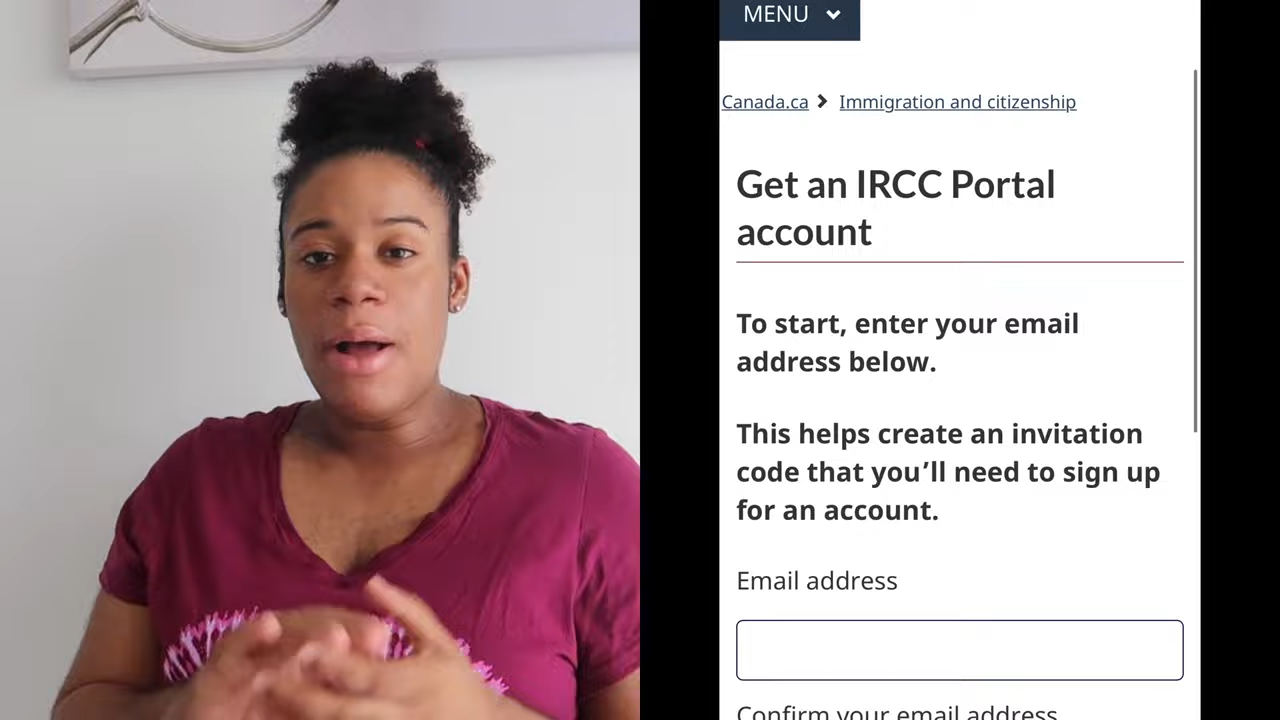 MENU
Canada.ca > Immigration and citizenship
Get an IRCC Portal
account
To start, enter your email
address below.
This helps create an invitation
code that you’ll need to sign up
for an account.
Email address
Confirm your email address